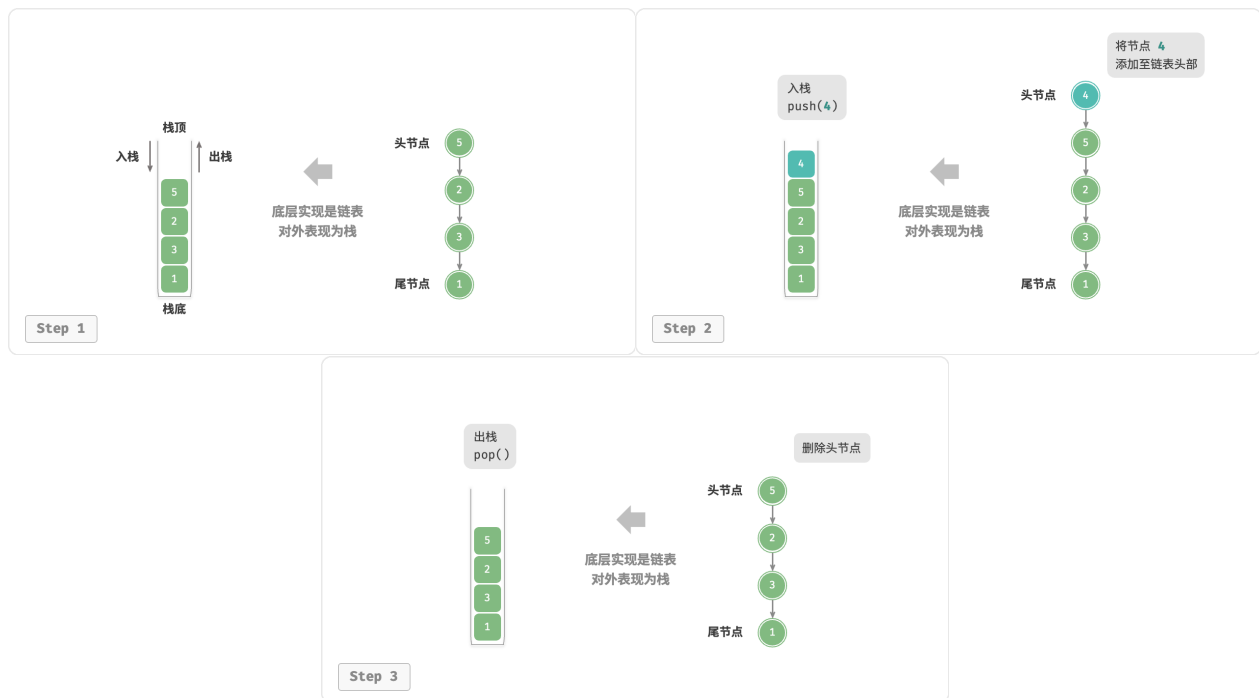 栈顶
入栈
出栈
5
2
3
1
栈底
底层实现是链表
对外表现为栈
头节点
5
2
3
尾节点
1
Step 1
入栈
push(4)
4
5
2
3
1
底层实现是链表
对外表现为栈
将节点 4
添加至链表头部
头节点
4
5
2
3
尾节点
1
Step 2
出栈
pop()
5
2
3
1
底层实现是链表
对外表现为栈
删除头节点
头节点
5
2
3
尾节点
1
Step 3